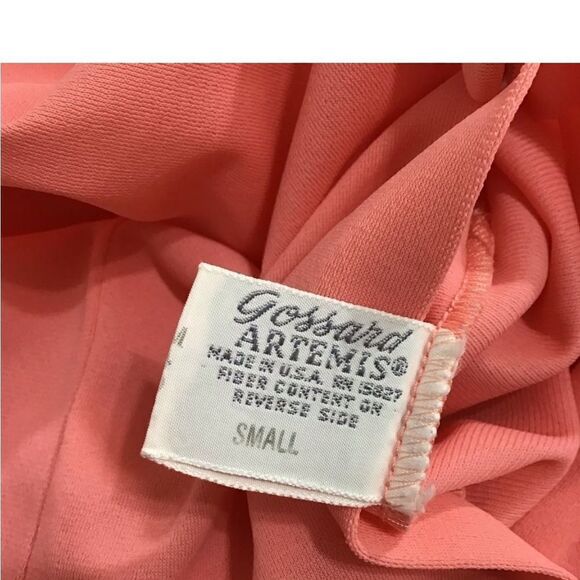 Gossard
ARTEMIS®
MADE IN U.S.A. RN 15827
FIBER CONTENT ON
REVERSE SIDE
SMALL